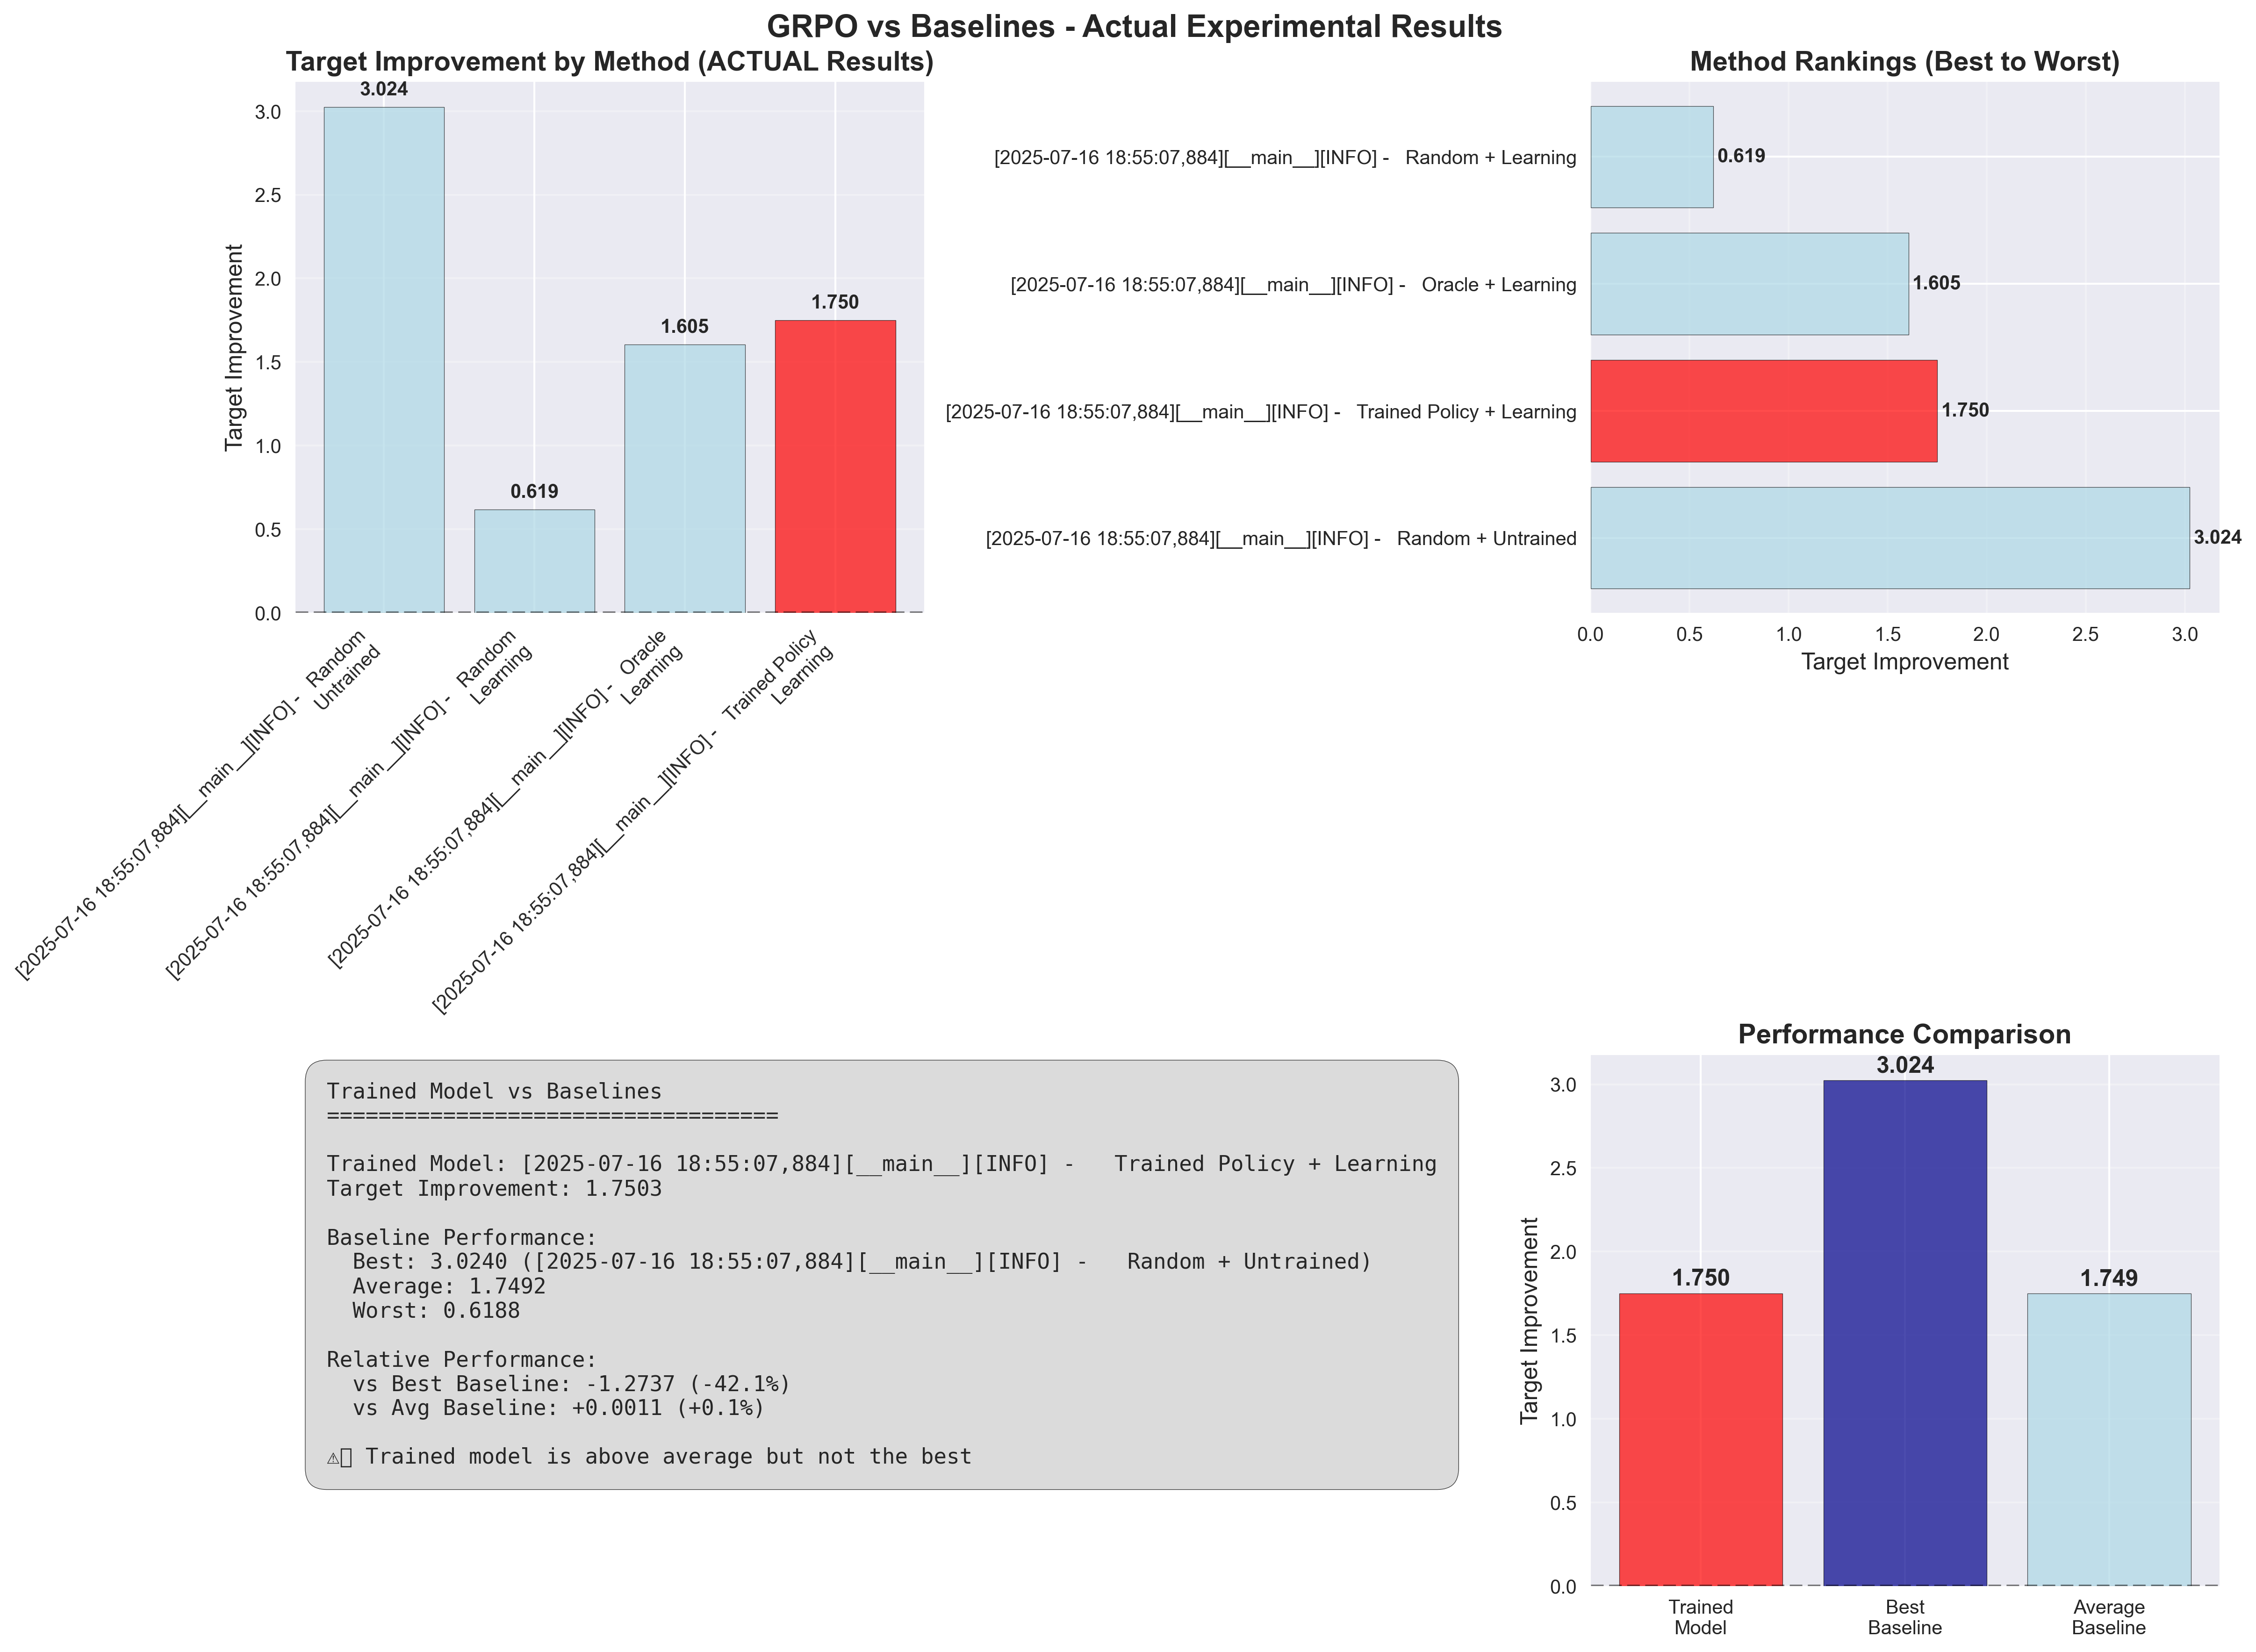 GRPO vs Baselines - Actual Experimental Results
Target Improvement by Method (ACTUAL Results)
Target Improvement
3.0
2.5
2.0
1.5
1.0
0.5
0.0
3.024
0.619
1.605
1.750
[2025-07-16 18:55:07,884][__main__][INFO] -   Random
Untrained
[2025-07-16 18:55:07,884][__main__][INFO] -   Random
Learning
[2025-07-16 18:55:07,884][__main__][INFO] -   Oracle
Learning
[2025-07-16 18:55:07,884][__main__][INFO] -   Trained Policy
Learning
Method Rankings (Best to Worst)
[2025-07-16 18:55:07,884][__main__][INFO] -   Random + Learning
0.619
[2025-07-16 18:55:07,884][__main__][INFO] -   Oracle + Learning
1.605
[2025-07-16 18:55:07,884][__main__][INFO] -   Trained Policy + Learning
1.750
[2025-07-16 18:55:07,884][__main__][INFO] -   Random + Untrained
3.024
0.0 0.5 1.0 1.5 2.0 2.5 3.0
Target Improvement
Trained Model vs Baselines
===================================
Trained Model: [2025-07-16 18:55:07,884][__main__][INFO] -   Trained Policy + Learning
Target Improvement: 1.7503
Baseline Performance:
  Best: 3.0240 ([2025-07-16 18:55:07,884][__main__][INFO] -   Random + Untrained)
  Average: 1.7492
  Worst: 0.6188
Relative Performance:
  vs Best Baseline: -1.2737 (-42.1%)
  vs Avg Baseline: +0.0011 (+0.1%)
⚠▯ Trained model is above average but not the best
Performance Comparison
Target Improvement
3.0
2.5
2.0
1.5
1.0
0.5
0.0
1.750
3.024
1.749
Trained
Model
Best
Baseline
Average
Baseline